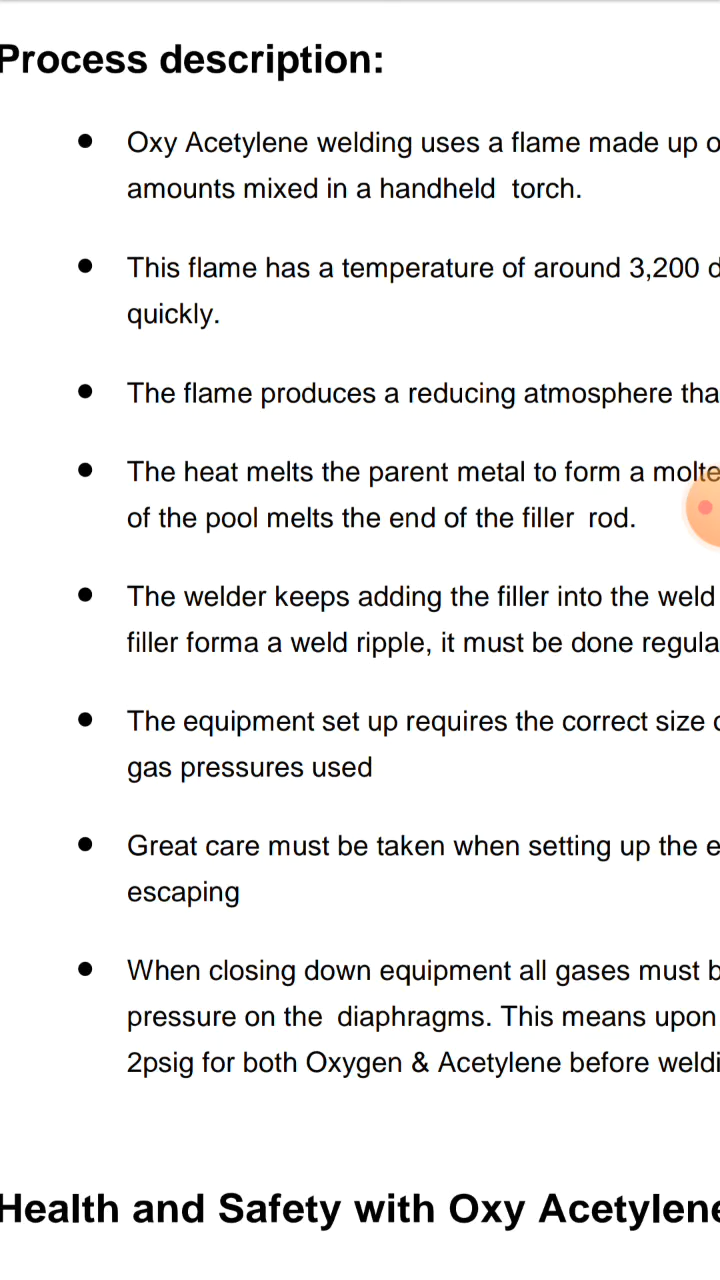 Process description:
Oxy Acetylene welding uses a flame made up
amounts mixed in a handheld torch.
This flame has a temperature of around 3,200
quickly.
The flame produces a reducing atmosphere
The heat melts the parent metal to form a
of the pool melts the end of the filler rod.
The welder keeps adding the filler into the weld
filler forma a weld ripple, it must be done
The equipment set up requires the correct size
gas pressures used
Great care must be taken when setting up the
escaping
When closing down equipment all gases must
pressure on the diaphragms. This means upon
2psig for both Oxygen & Acetylene before
Health and Safety with Oxy Acetylene